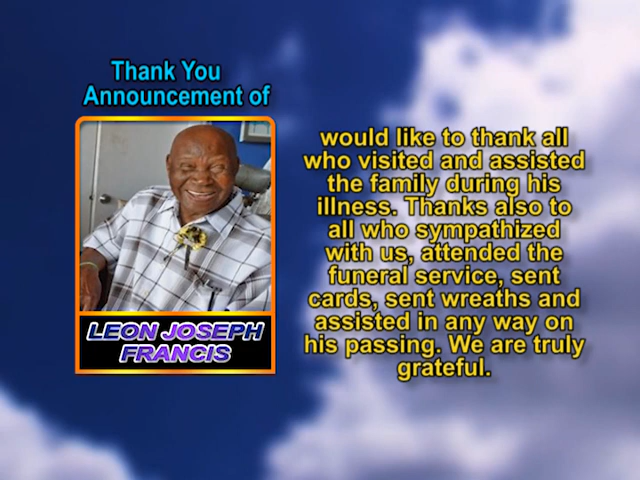 Thank You
Announcement of
LEON JOSEPH
FRANCIS
would like to thank all
who visited and assisted
the family during his
illness. Thanks also to
all who sympathized
with us, attended the
funeral service, sent
cards, sent wreaths and
assisted in any way on
his passing. We are truly
grateful.